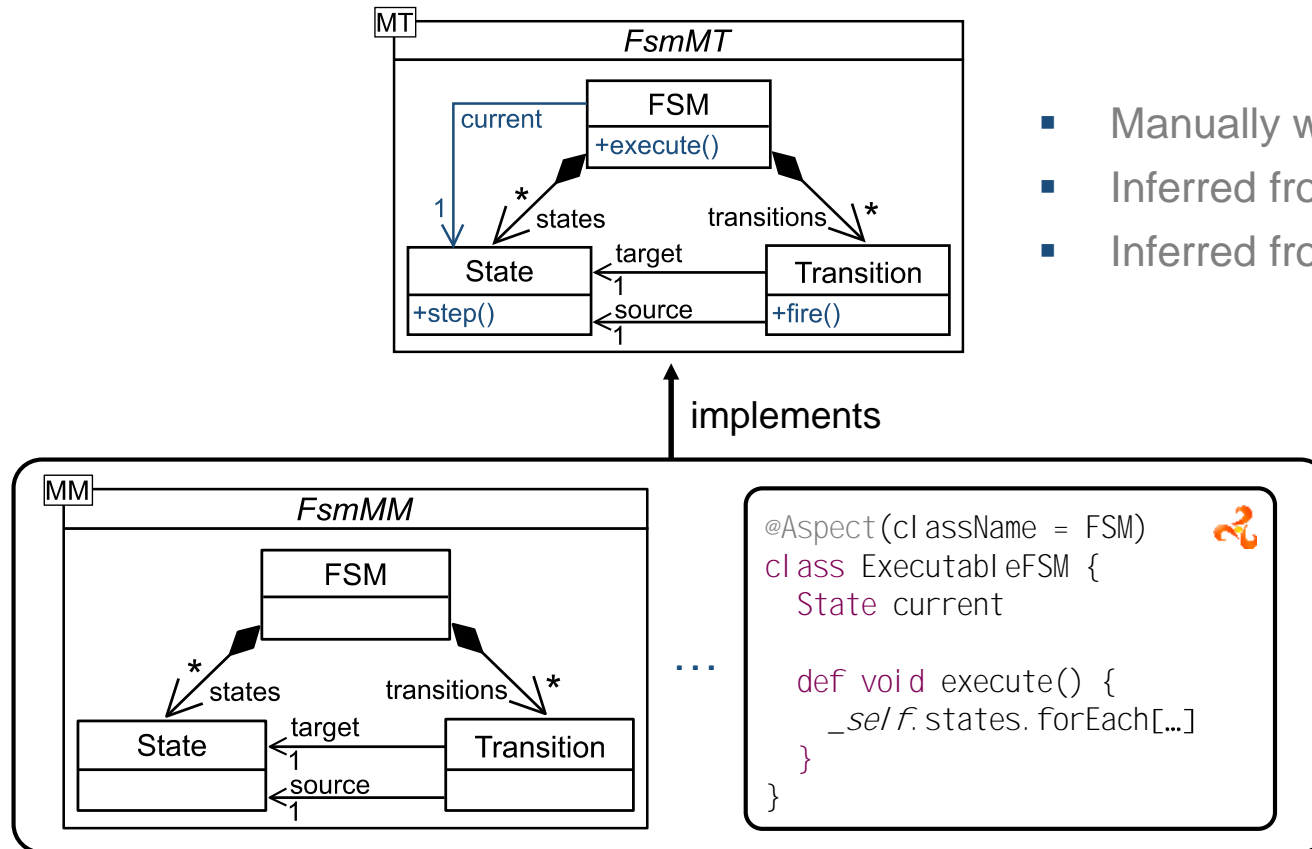 MT
FsmMT
FSM
+execute()
current
1
*
states
transitions
*
State
+step()
target
1
source
1
Transition
+fire()
Manually
Inferred
Inferred
implements
MM
FsmMM
FSM
*
states
transitions
*
State
target
1
source
1
Transition
...
@Aspect(className = FSM)
class ExecutableFSM {
State current
def void execute() {
_self.states.forEach[…]
}
}